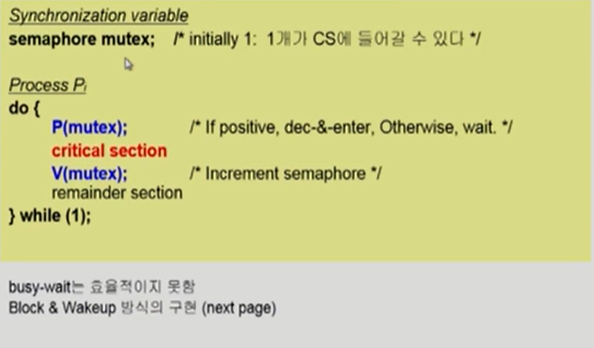 Synchronization variable
semaphore mutex; /* initially 1: 1개가 CS에 들어갈 수 있다 */
Process Pi
do {
P(mutex); /* If positive, dec-&-enter, Otherwise, wait. */
critical section
V(mutex); /* Increment semaphore */
remainder section
} while (1);
busy-wait는 효율적이지 못함
Block & Wakeup 방식의 구현 (next page)